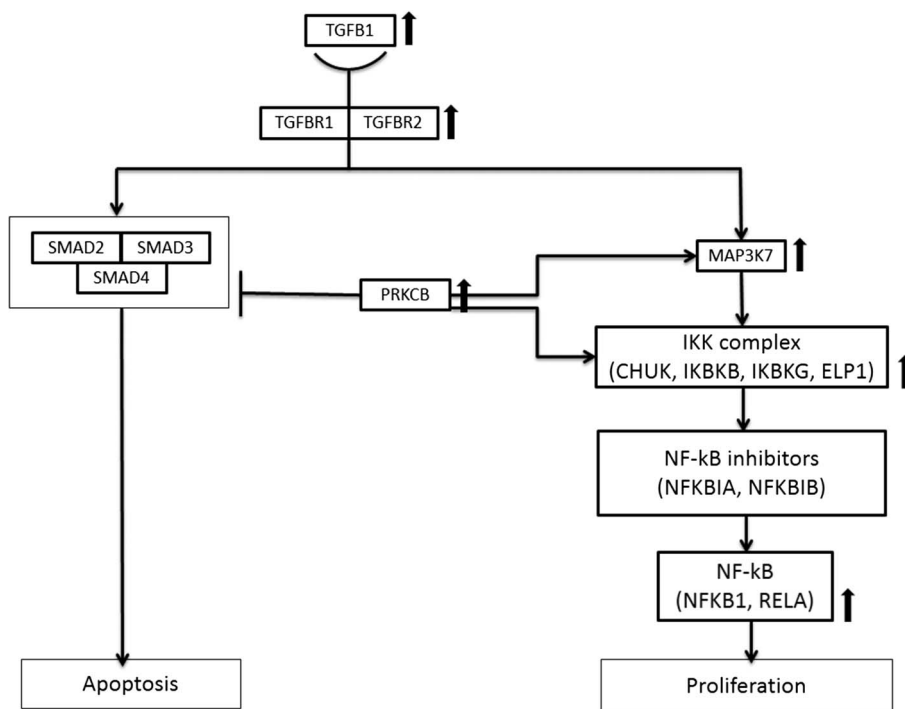 TGFB1
TGFBR1 TGFBR2
SMAD2 SMAD3
SMAD4
PRKCB
MAP3K7
IKK complex
(CHUK, IKBKB, IKBKG, ELP1)
NF-kB inhibitors
(NFKBIA, NFKBIB)
NF-kB
(NFKB1, RELA)
Apoptosis
Proliferation